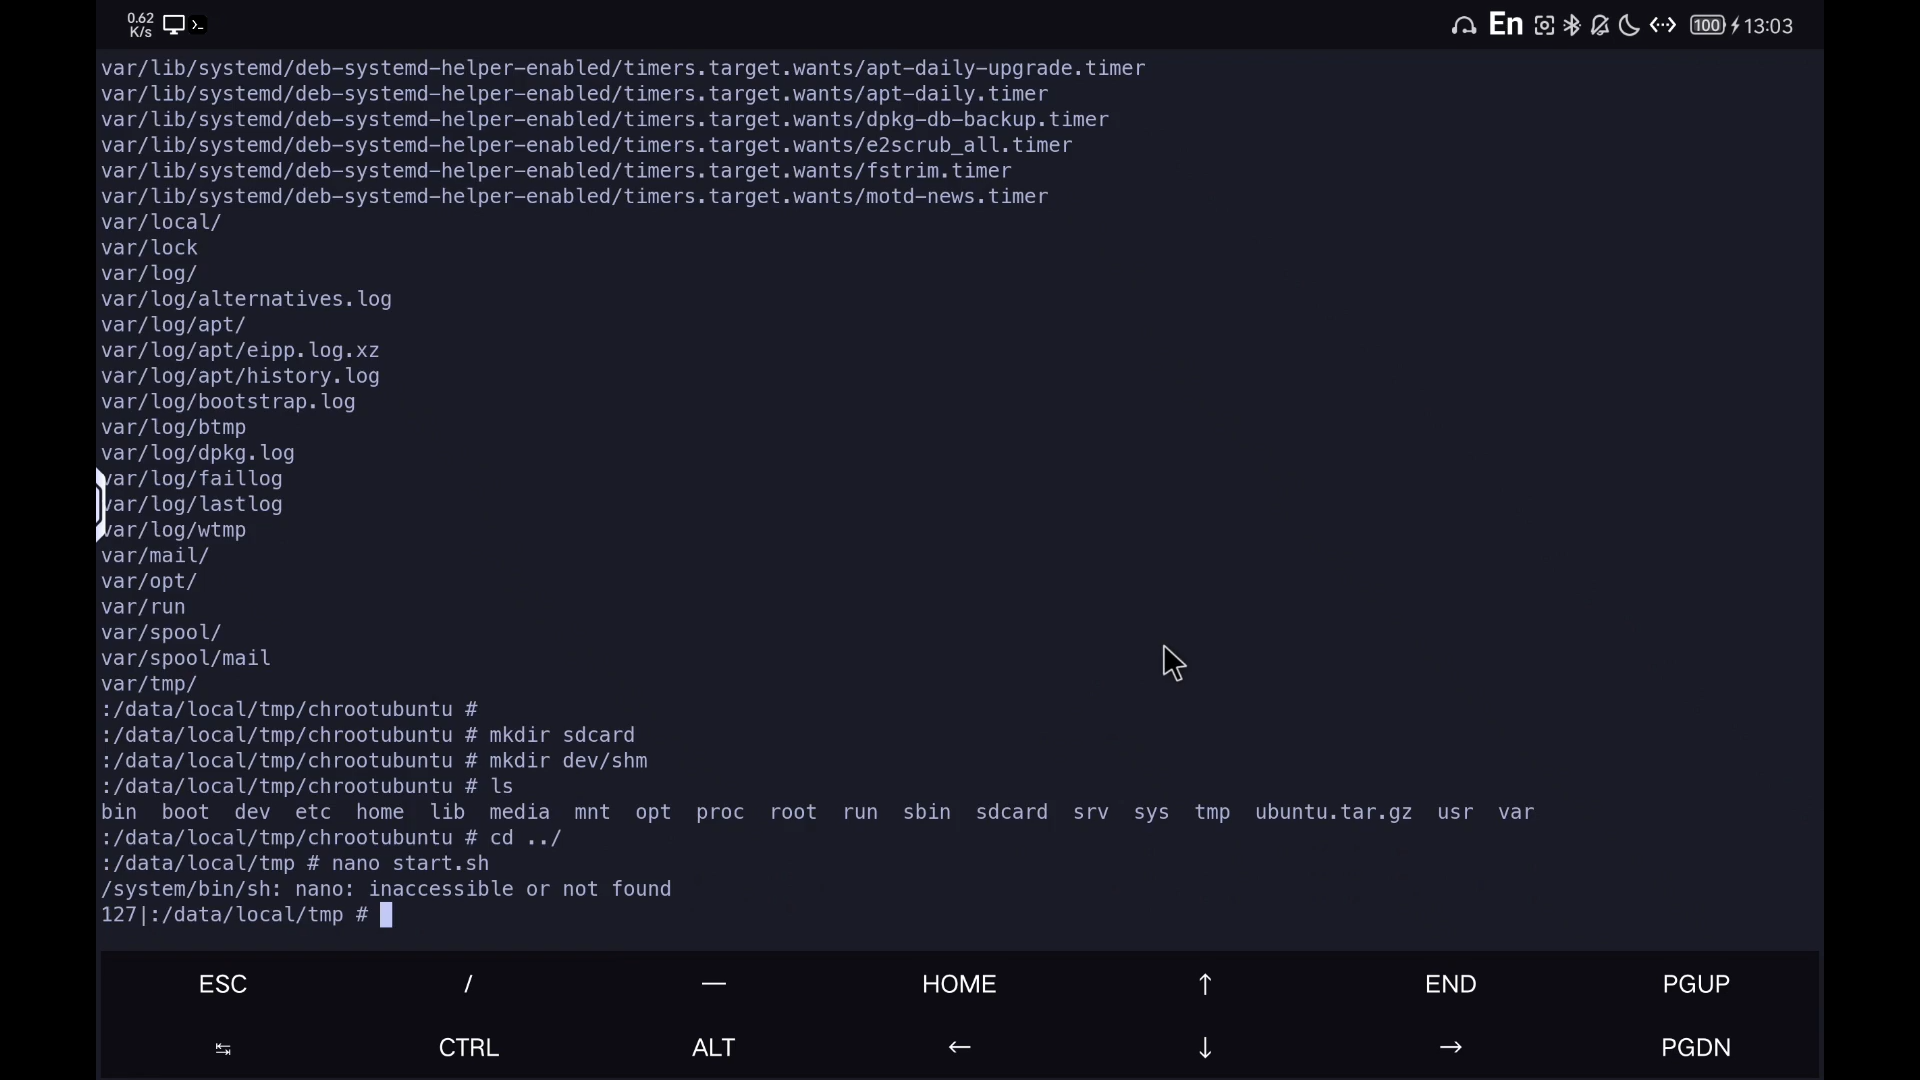 0.62
K/s
En
100
13:03
var/lib/systemd/deb-systemd-helper-enabled/timers.target.wants/apt-daily-upgrade.timer
var/lib/systemd/deb-systemd-helper-enabled/timers.target.wants/apt-daily.timer
var/lib/systemd/deb-systemd-helper-enabled/timers.target.wants/dpkg-db-backup.timer
var/lib/systemd/deb-systemd-helper-enabled/timers.target.wants/e2scrub_all.timer
var/lib/systemd/deb-systemd-helper-enabled/timers.target.wants/fstrim.timer
var/lib/systemd/deb-systemd-helper-enabled/timers.target.wants/motd-news.timer
var/local/
var/lock
var/log/
var/log/alternatives.log
var/log/apt/
var/log/apt/eipp.log.xz
var/log/apt/history.log
var/log/bootstrap.log
var/log/btmp
var/log/dpkg.log
var/log/faillog
var/log/lastlog
var/log/wtmp
var/mail/
var/opt/
var/run
var/spool/
var/spool/mail
var/tmp/
:/data/local/tmp/chrootubuntu #
:/data/local/tmp/chrootubuntu # mkdir sdcard
:/data/local/tmp/chrootubuntu # mkdir dev/shm
:/data/local/tmp/chrootubuntu # ls
bin boot dev etc home lib media mnt opt proc root run sbin sdcard srv sys tmp ubuntu.tar.gz usr var
:/data/local/tmp/chrootubuntu # cd ../
:/data/local/tmp # nano start.sh
/system/bin/sh: nano: inaccessible or not found
127|:/data/local/tmp #
ESC / — HOME ↑ END PGUP
↹ CTRL ALT ← ↓ → PGDN